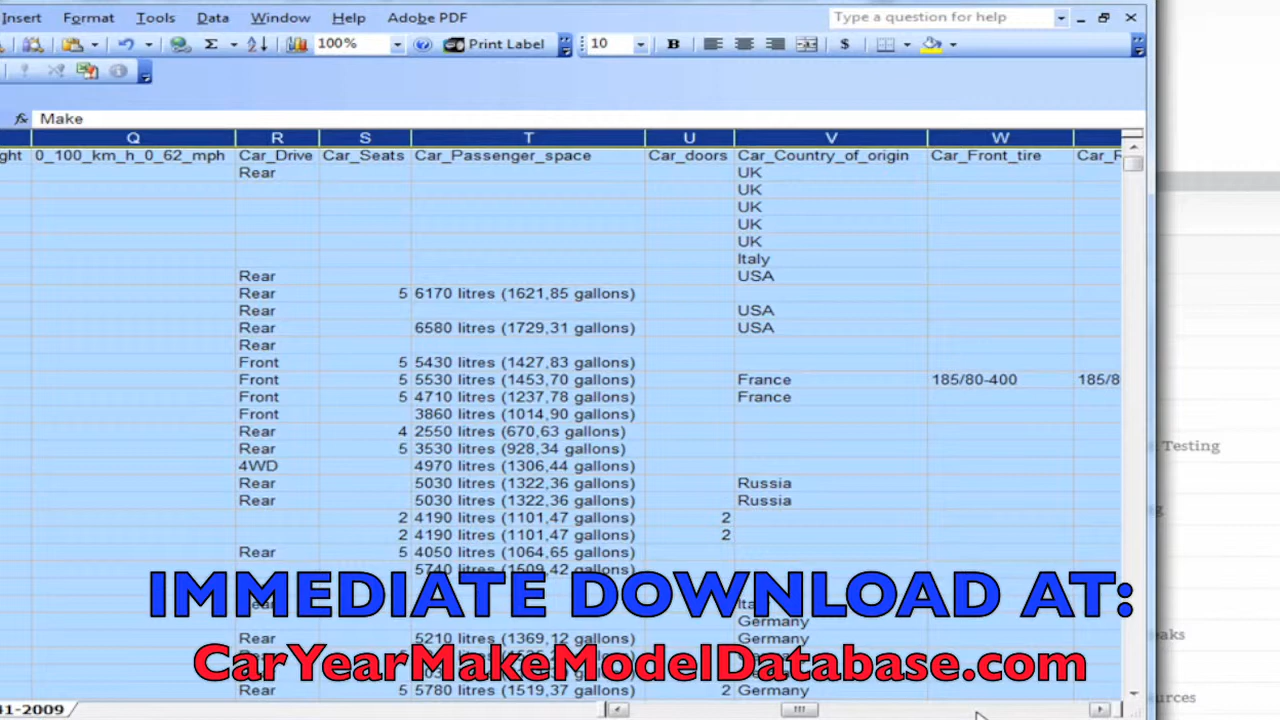 Insert Format Tools Data Window Help Adobe PDF Type a question for help
100% Print Label 10 B $
fx Make
Q R S T U V W
ght 0_100_km_h_0_62_mph Car_Drive Car_Seats Car_Passenger_space Car_doors Car_Country_of_origin Car_Front_tire Car_F
Rear UK
UK
UK
UK
UK
Italy
Rear USA
Rear 5 6170 litres (1621,85 gallons)
Rear USA
Rear 6580 litres (1729,31 gallons) USA
Rear
Front 5 5430 litres (1427,83 gallons)
Front 5 5530 litres (1453,70 gallons) France 185/80-400 185/8
Front 5 4710 litres (1237,78 gallons) France
Front 3860 litres (1014,90 gallons)
Rear 4 2550 litres (670,63 gallons) Testing
Rear 5 3530 litres (928,34 gallons)
4WD 4970 litres (1306,44 gallons)
Rear 5030 litres (1322,36 gallons) Russia
Rear 5030 litres (1322,36 gallons) Russia
2 4190 litres (1101,47 gallons) 2
2 4190 litres (1101,47 gallons) 2
Rear 5 4050 litres (1064,65 gallons)
5740 litres (1509,42 gallons)
IMMEDIATE DOWNLOAD AT:
Germany
Rear 5210 litres (1369,12 gallons) Germany
CarYearMakeModelDatabase.com
Rear 5 5780 litres (1519,37 gallons) 2 Germany
41-2009